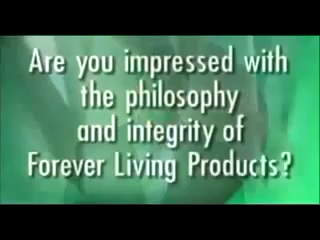 Are you impressed with
the philosophy
and integrity of
Forever Living Products?